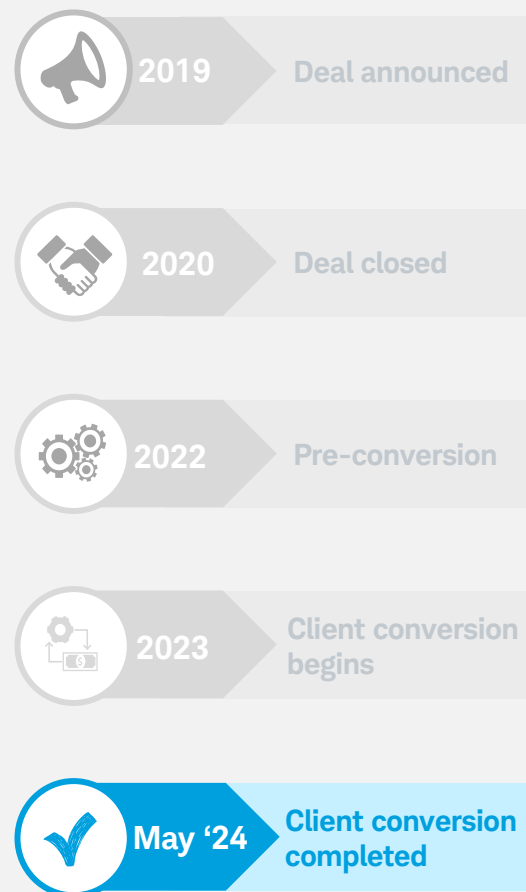 2019
Deal announced
2020
Deal closed
2022
Pre-conversion
2023
Client conversion
begins
$
May ‘24
Client conversion
completed